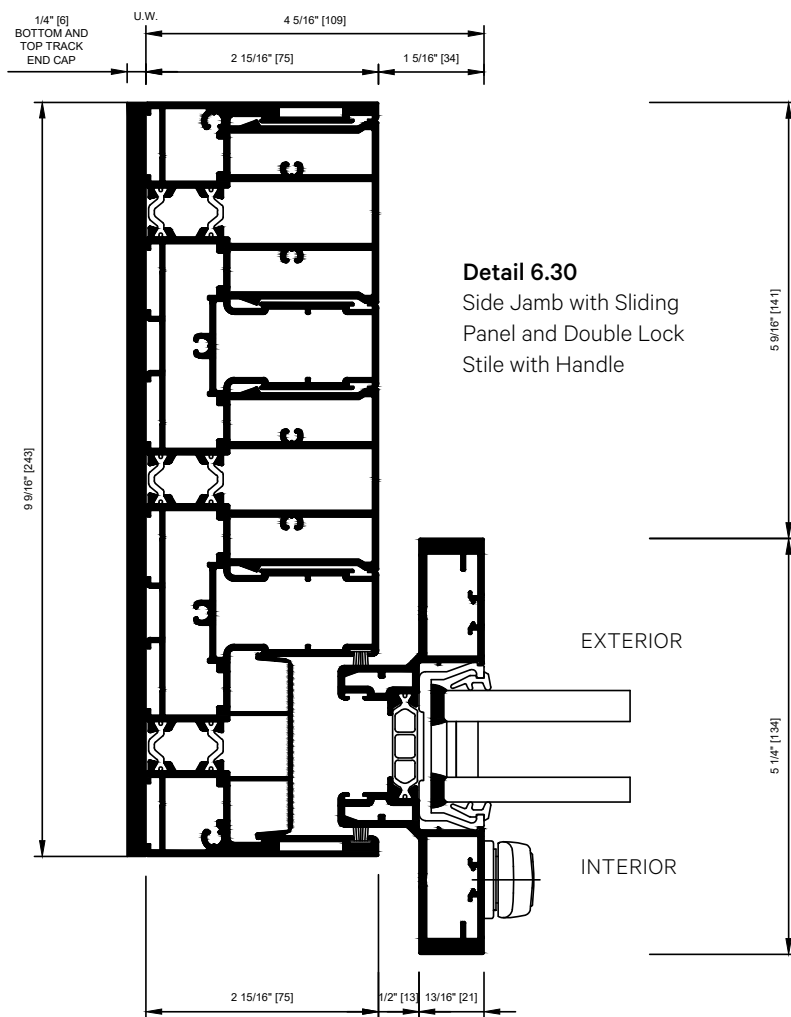 1/4" [6]
BOTTOM AND
TOP TRACK
END CAP
U.W.
4 5/16" [109]
2 15/16" [75]
1 5/16" [34]
Detail 6.30
Side Jamb with Sliding
Panel and Double Lock
Stile with Handle
5 9/16" [141]
9 9/16" [243]
EXTERIOR
5 1/4" [134]
INTERIOR
2 15/16" [75]
1/2" [13]
13/16" [21]